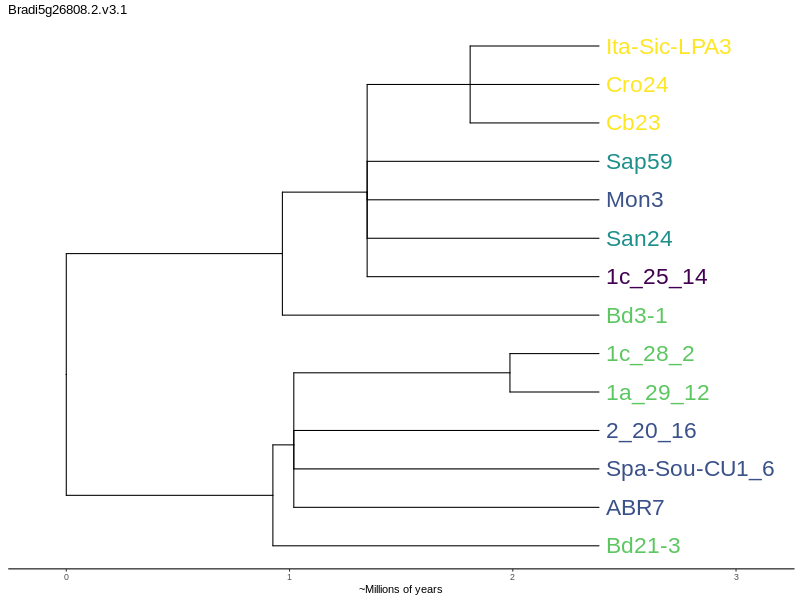 Bradi5g26808.2.v3.1
Ita-Sic-LPA3
Cro24
Cb23
Sap59
Mon3
San24
1c_25_14
Bd3-1
1c_28_2
1a_29_12
2_20_16
Spa-Sou-CU1_6
ABR7
Bd21-3
0 1 2 3
~Millions of years